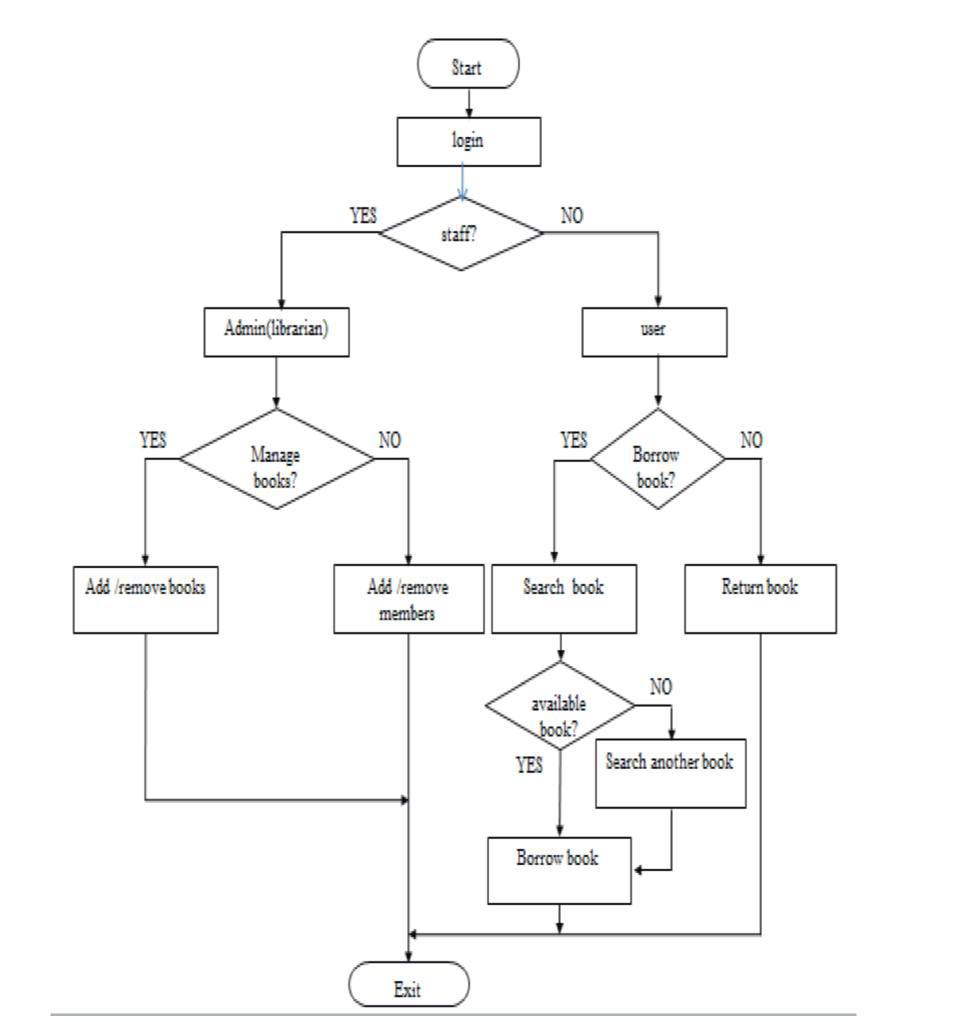 Start
login
YES
NO
staff?
Admin(librarian)
user
YES
NO
YES
NO
Manage
books?
Borrow
book?
Add /remove books
Add /remove
members
Search book
Return book
NO
available
book?
YES
Search another book
Borrow book
Exit